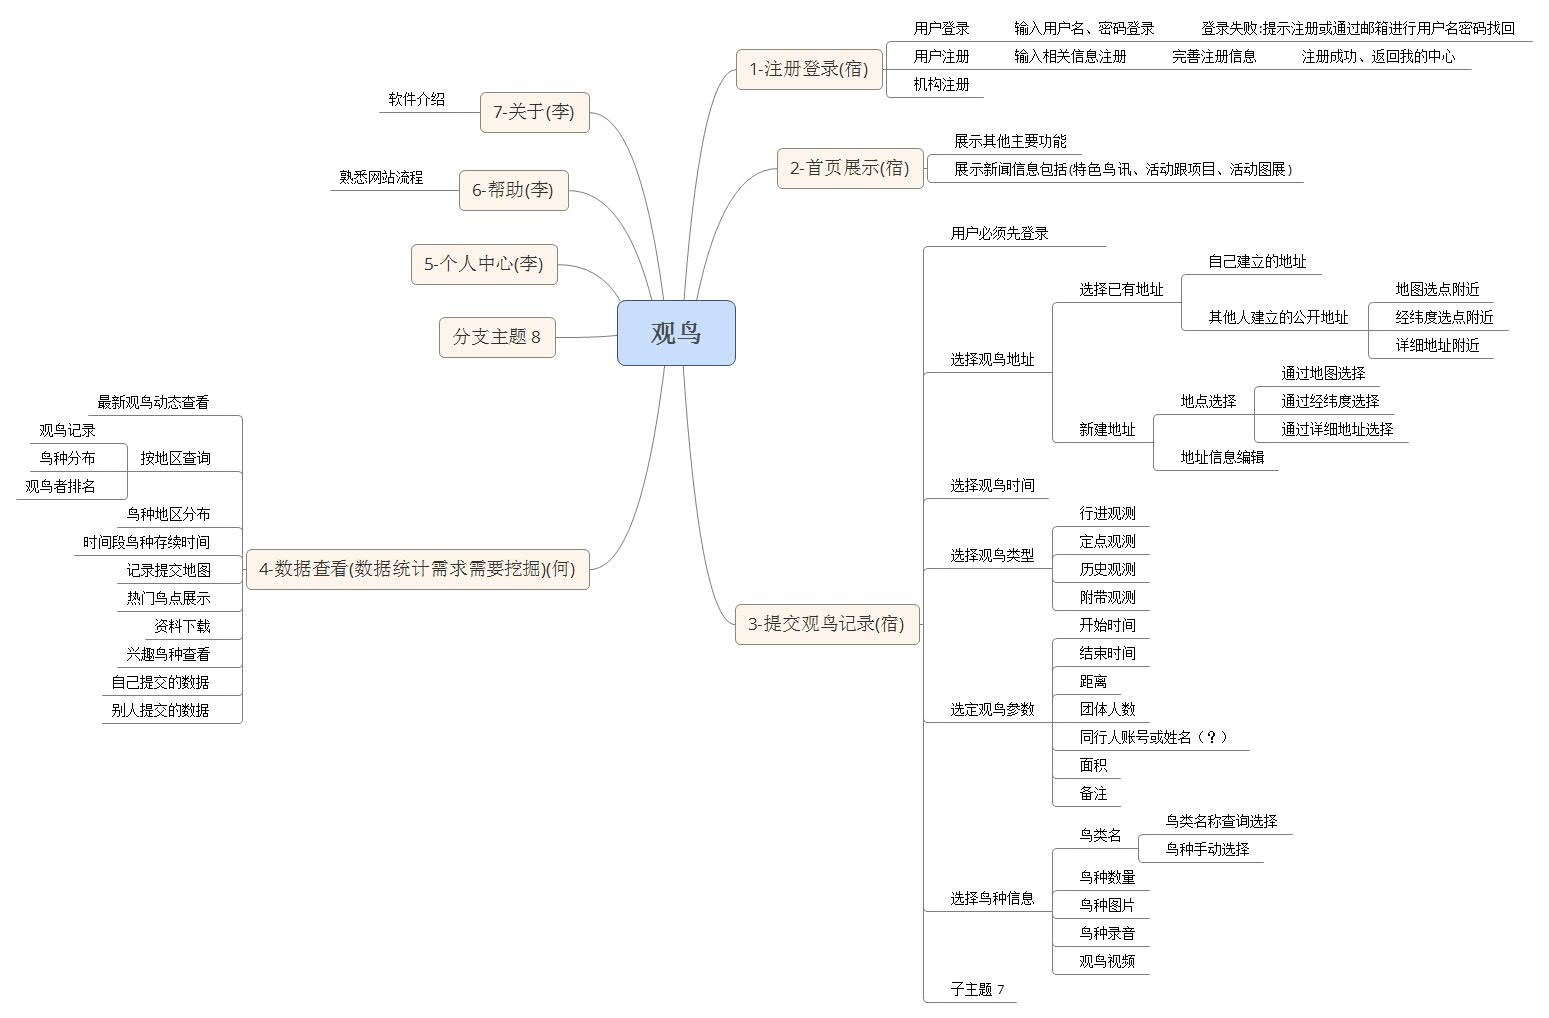 观鸟
1-注册登录(宿)
用户登录
输入用户名、密码登录
登录失败:提示注册或通过邮箱进行用户名密码找回
用户注册
输入相关信息注册
完善注册信息
注册成功、返回我的中心
机构注册
2-首页展示(宿)
展示其他主要功能
展示新闻信息包括(特色鸟讯、活动跟项目、活动图展)
3-提交观鸟记录(宿)
用户必须先登录
选择观鸟地址
选择已有地址
自己建立的地址
其他人建立的公开地址
地图选点附近
经纬度选点附近
详细地址附近
新建地址
地点选择
通过地图选择
通过经纬度选择
通过详细地址选择
地址信息编辑
选择观鸟时间
选择观鸟类型
行进观测
定点观测
历史观测
附带观测
选定观鸟参数
开始时间
结束时间
距离
团体人数
同行人账号或姓名（？）
面积
备注
选择鸟种信息
鸟类名
鸟类名称查询选择
鸟种手动选择
鸟种数量
鸟种图片
鸟种录音
观鸟视频
子主题 7
4-数据查看(数据统计需求需要挖掘)(何)
最新观鸟动态查看
按地区查询
观鸟记录
鸟种分布
观鸟者排名
鸟种地区分布
时间段鸟种存续时间
记录提交地图
热门鸟点展示
资料下载
兴趣鸟种查看
自己提交的数据
别人提交的数据
5-个人中心(李)
6-帮助(李)
熟悉网站流程
7-关于(李)
软件介绍
分支主题 8